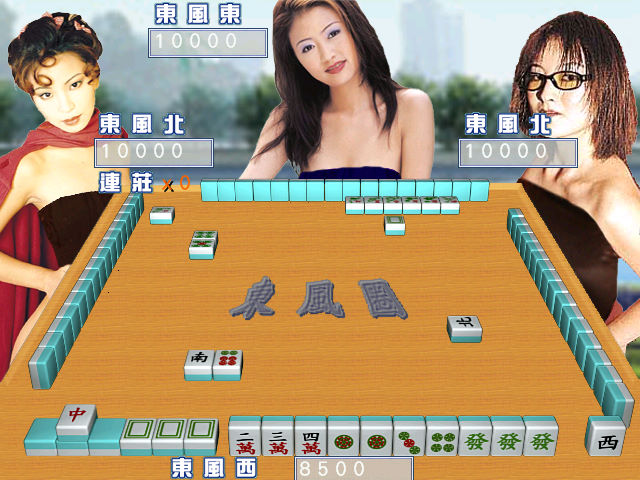 東風東
10000
東風北
10000
東風北
10000
連莊 x 0
東風圈
北
南
中
二萬 三萬 四萬 發 發 發
西
東風西
8500